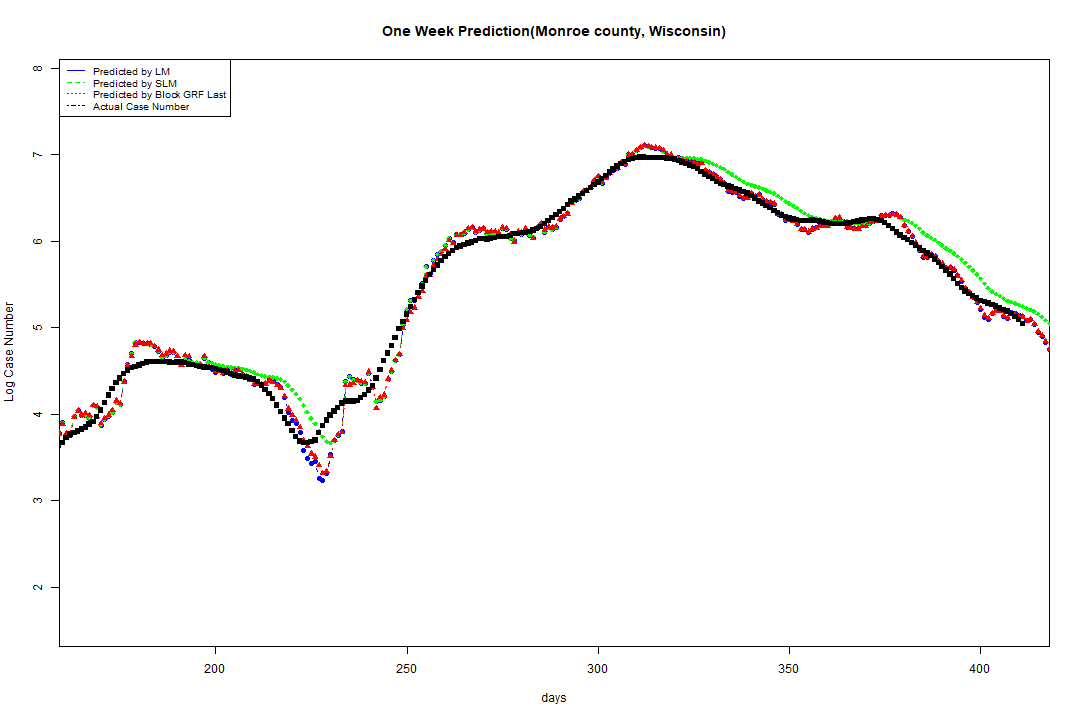 One Week Prediction(Monroe county, Wisconsin)
Predicted by LM
Predicted by SLM
Predicted by Block GRF Last
Actual Case Number
8
7
6
5
4
3
2
Log Case Number
200 250 300 350 400
days